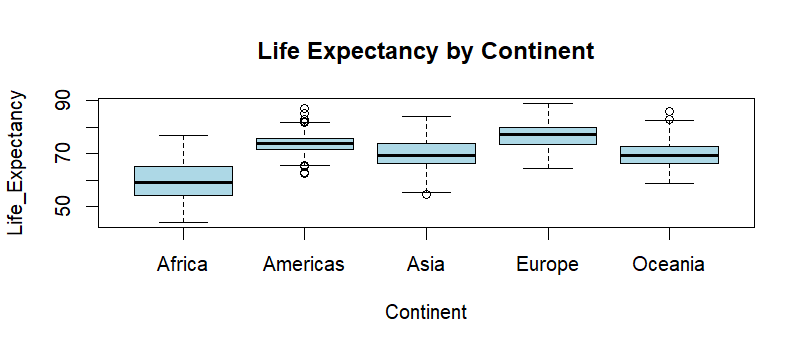 Life Expectancy by Continent
Life_Expectancy
90
70
50
Africa Americas Asia Europe Oceania
Continent